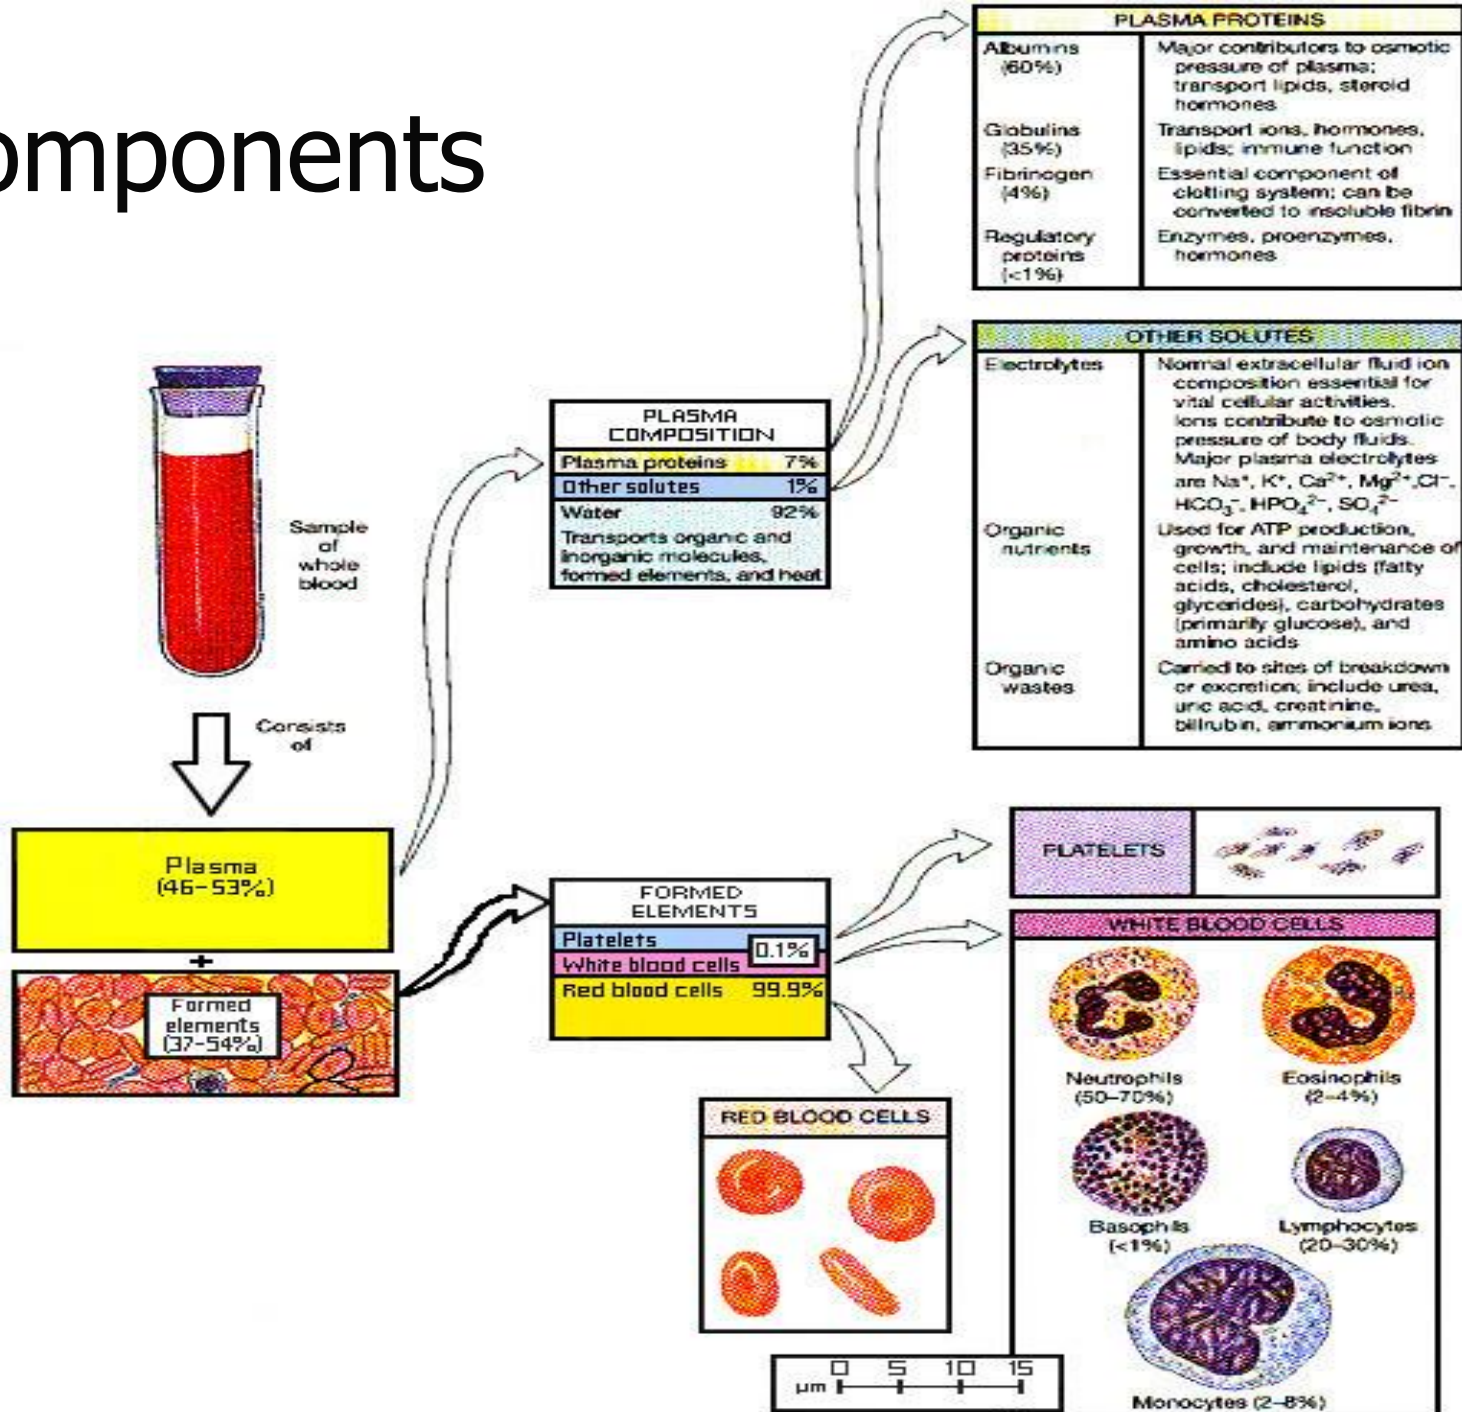 omponents
Sample
of
whole
blood
Consists
of
Plasma
(46–53%)
+
Formed
elements
(37–54%)
PLASMA
COMPOSITION
Plasma proteins 7%
Other solutes 1%
Water 92%
Transports organic and
inorganic molecules,
formed elements, and heat
PLASMA PROTEINS
Albumins
(60%)
Major contributors to osmotic
pressure of plasma;
transport lipids, steroid
hormones
Globulins
(35%)
Transport ions, hormones,
lipids; immune function
Fibrinogen
(4%)
Essential component of
clotting system; can be
converted to insoluble fibrin
Regulatory
proteins
(<1%)
Enzymes, proenzymes,
hormones
OTHER SOLUTES
Electrolytes
Normal extracellular fluid ion
composition essential for
vital cellular activities.
Ions contribute to osmotic
pressure of body fluids.
Major plasma electrolytes
are Na⁺, K⁺, Ca²⁺, Mg²⁺,Cl⁻,
HCO₃⁻, HPO₄²⁻, SO₄²⁻
Organic
nutrients
Used for ATP production,
growth, and maintenance of
cells; include lipids (fatty
acids, cholesterol,
glycerides), carbohydrates
(primarily glucose), and
amino acids
Organic
wastes
Carried to sites of breakdown
or excretion; include urea,
uric acid, creatinine,
bilirubin, ammonium ions
FORMED
ELEMENTS
Platelets
0.1%
White blood cells
Red blood cells 99.9%
PLATELETS
WHITE BLOOD CELLS
Neutrophils
(50–70%)
Eosinophils
(2–4%)
Basophils
(<1%)
Lymphocytes
(20–30%)
Monocytes (2–8%)
RED BLOOD CELLS
0 5 10 15
µm